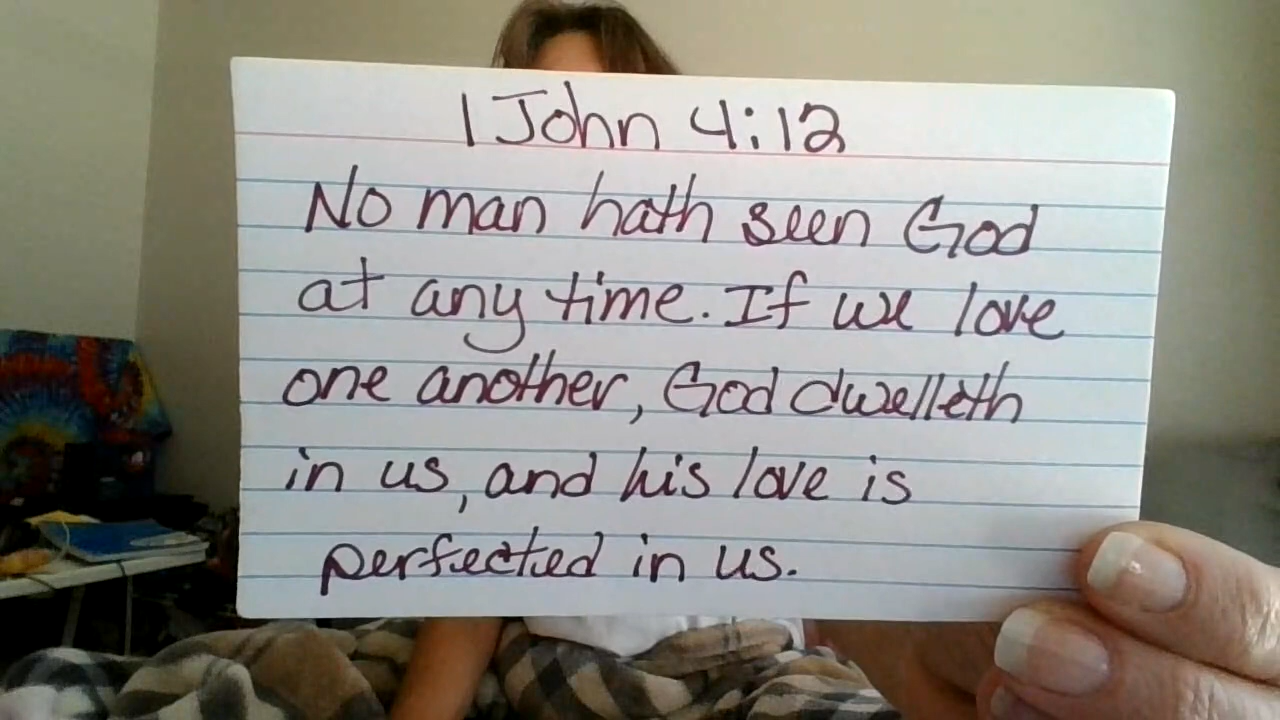 1 John 4:12
No man hath seen God
at any time. If we love
one another, God dwelleth
in us, and his love is
perfected in us.